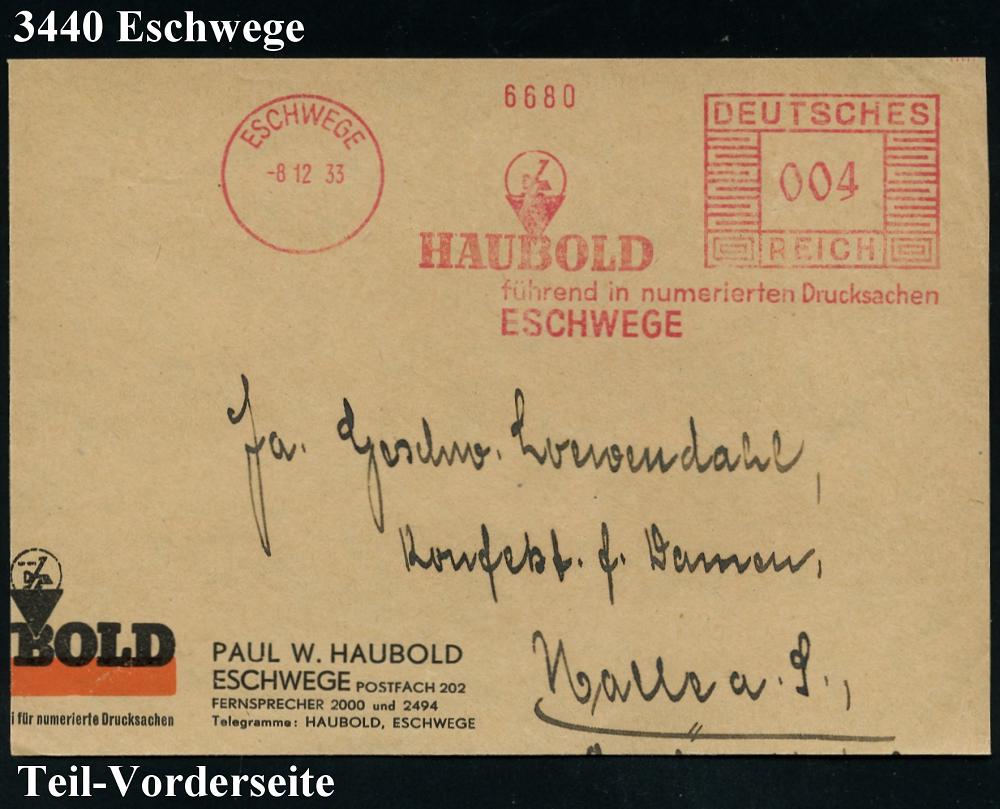 3440 Eschwege
ESCHWEGE
-8 12 33
6680
DEUTSCHES
004
REICH
HAUBOLD
führend in numerierten Drucksachen
ESCHWEGE
Fa. Geschw. Loewendahl,
Konfekt. f. Damen,
Halle a. S.,
BOLD
i für numerierte Drucksachen
PAUL W. HAUBOLD
ESCHWEGE POSTFACH 202
FERNSPRECHER 2000 und 2494
Telegramme: HAUBOLD, ESCHWEGE
Teil-Vorderseite